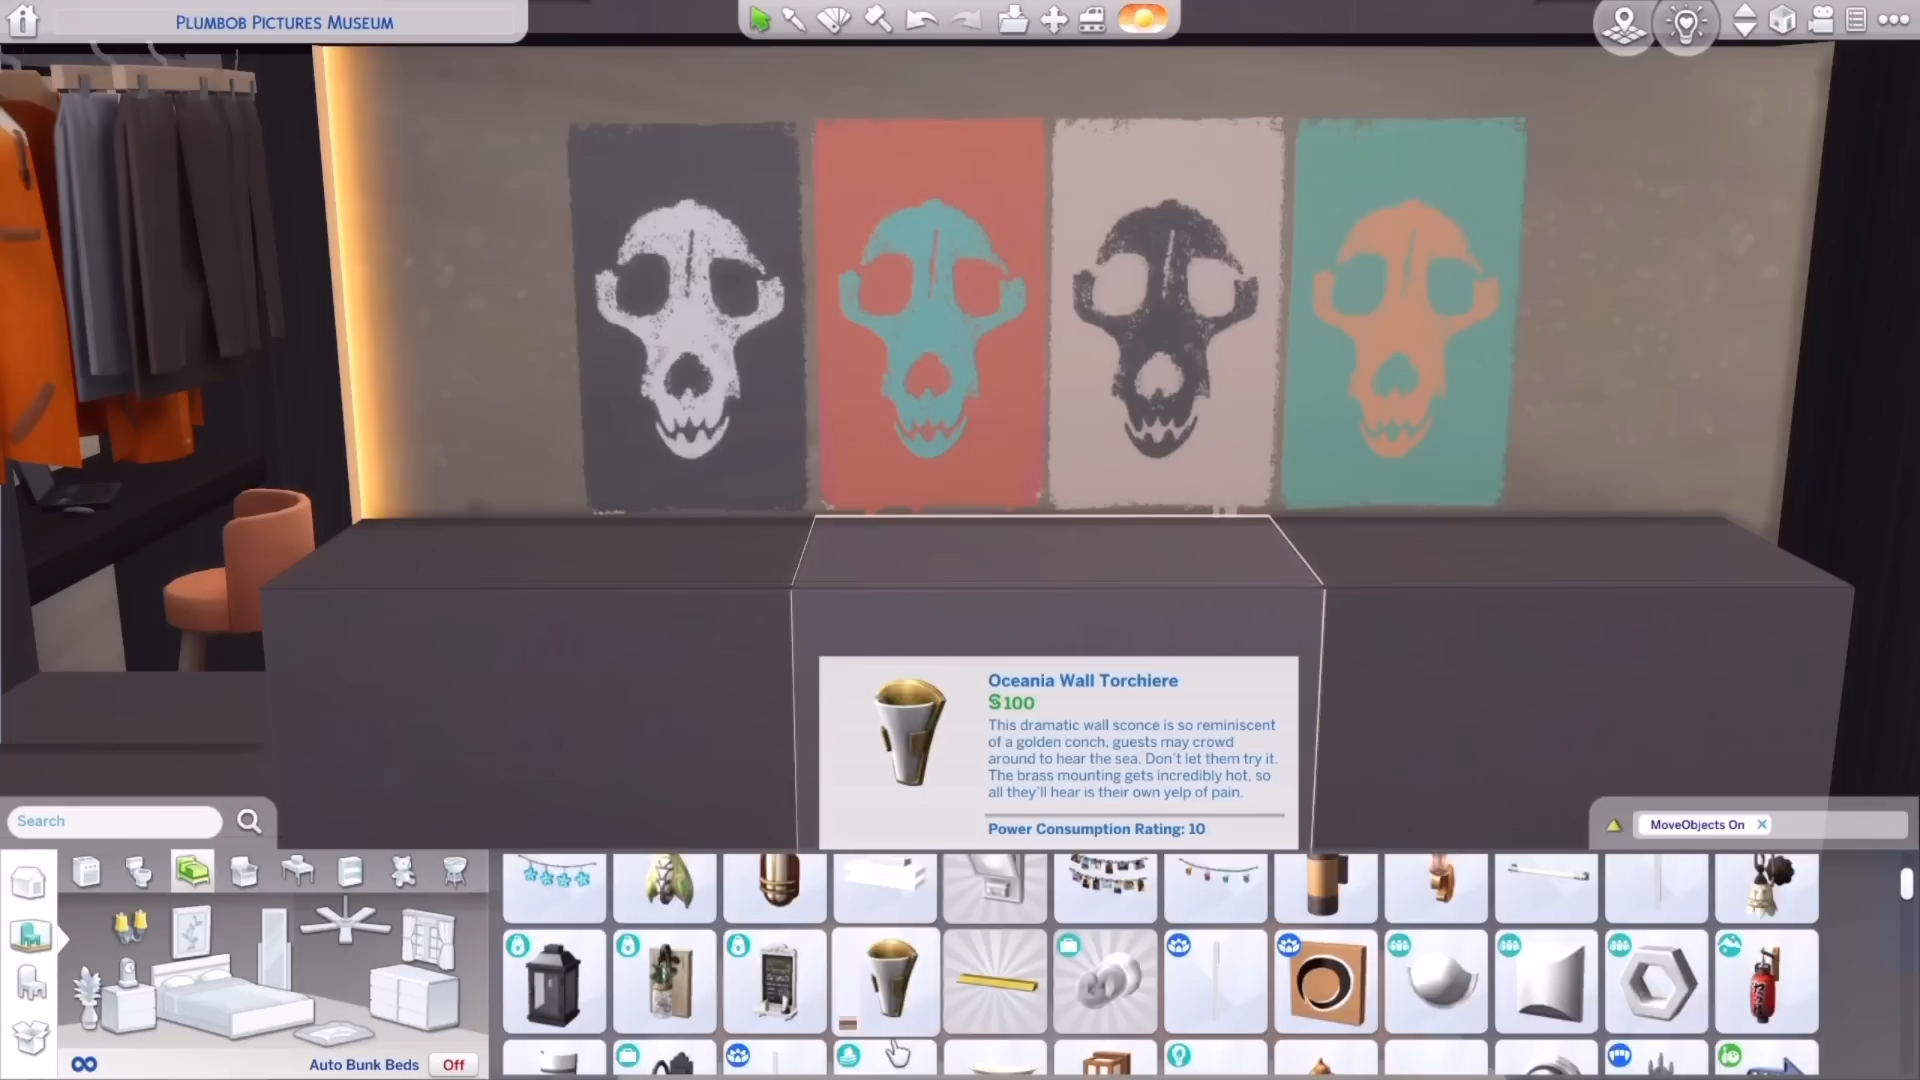 Plumbob Pictures Museum
Oceania Wall Torchiere
§100
This dramatic wall sconce is so reminiscent
of a golden conch, guests may crowd
around to hear the sea. Don't let them try it.
The brass mounting gets incredibly hot, so
all they'll hear is their own yelp of pain.
Power Consumption Rating: 10
Search
MoveObjects On
Auto Bunk Beds
Off